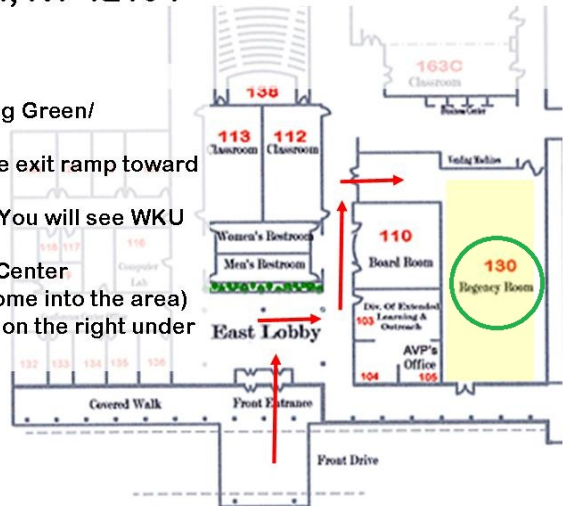 ng Green/
e exit ramp toward
You will see WKU
Center
ome into the area)
on the right under
163C
Classroom
138
113
Classroom
112
Classroom
Women's Restroom
Men's Restroom
East Lobby
Vending Machines
110
Board Room
130
Regency Room
Div. Of Extended
Learning &
Outreach
103
AVP's
Office
104
105
118
117
116
Computer
Lab
132
133
134
135
136
Covered Walk
Front Entrance
Front Drive